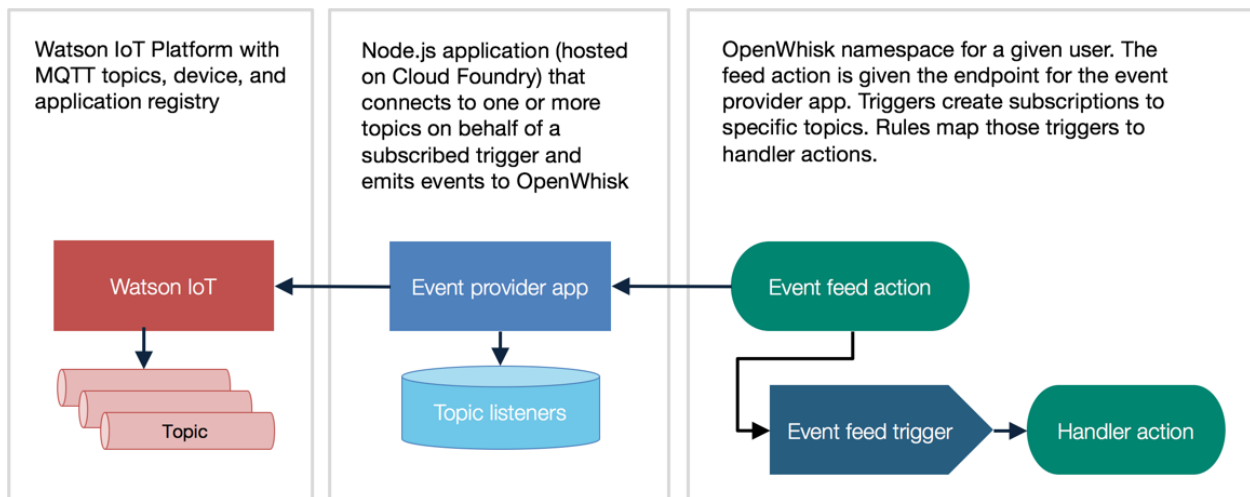 Watson IoT Platform with
MQTT topics, device, and
application registry
Node.js application (hosted
on Cloud Foundry) that
connects to one or more
topics on behalf of a
subscribed trigger and
emits events to OpenWhisk
OpenWhisk namespace for a given user. The
feed action is given the endpoint for the event
provider app. Triggers create subscriptions to
specific topics. Rules map those triggers to
handler actions.
Watson IoT
Event provider app
Event feed action
Topic
Topic listeners
Event feed trigger
Handler action